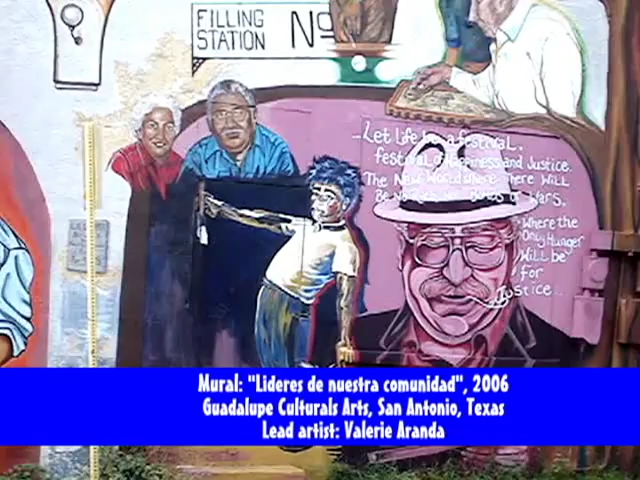 FILLING
STATION Nº
Let life be a festival,
festival of Happiness and Justice.
The New World where There Will
Be No Wars,
Where the
Only Hunger
Will be
for
Justice...
Mural: "Lideres de nuestra comunidad", 2006
Guadalupe Culturals Arts, San Antonio, Texas
Lead artist: Valerie Aranda